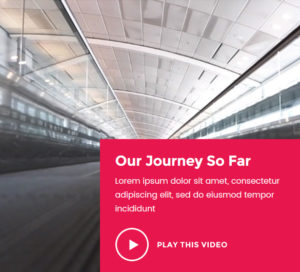 Our Journey So Far
Lorem ipsum dolor sit amet, consectetur
adipiscing elit, sed do eiusmod tempor
incididunt
PLAY THIS VIDEO